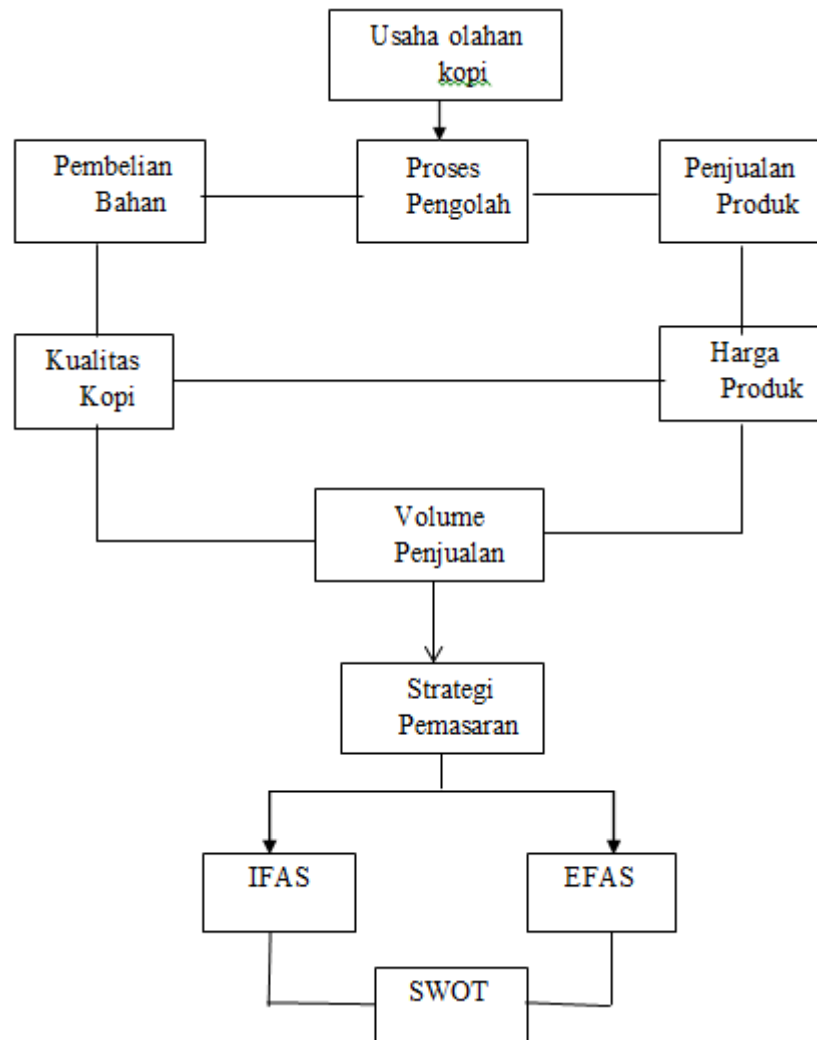 Usaha olahan
kopi
Pembelian
Bahan
Proses
Pengolah
Penjualan
Produk
Kualitas
Kopi
Harga
Produk
Volume
Penjualan
Strategi
Pemasaran
IFAS
EFAS
SWOT